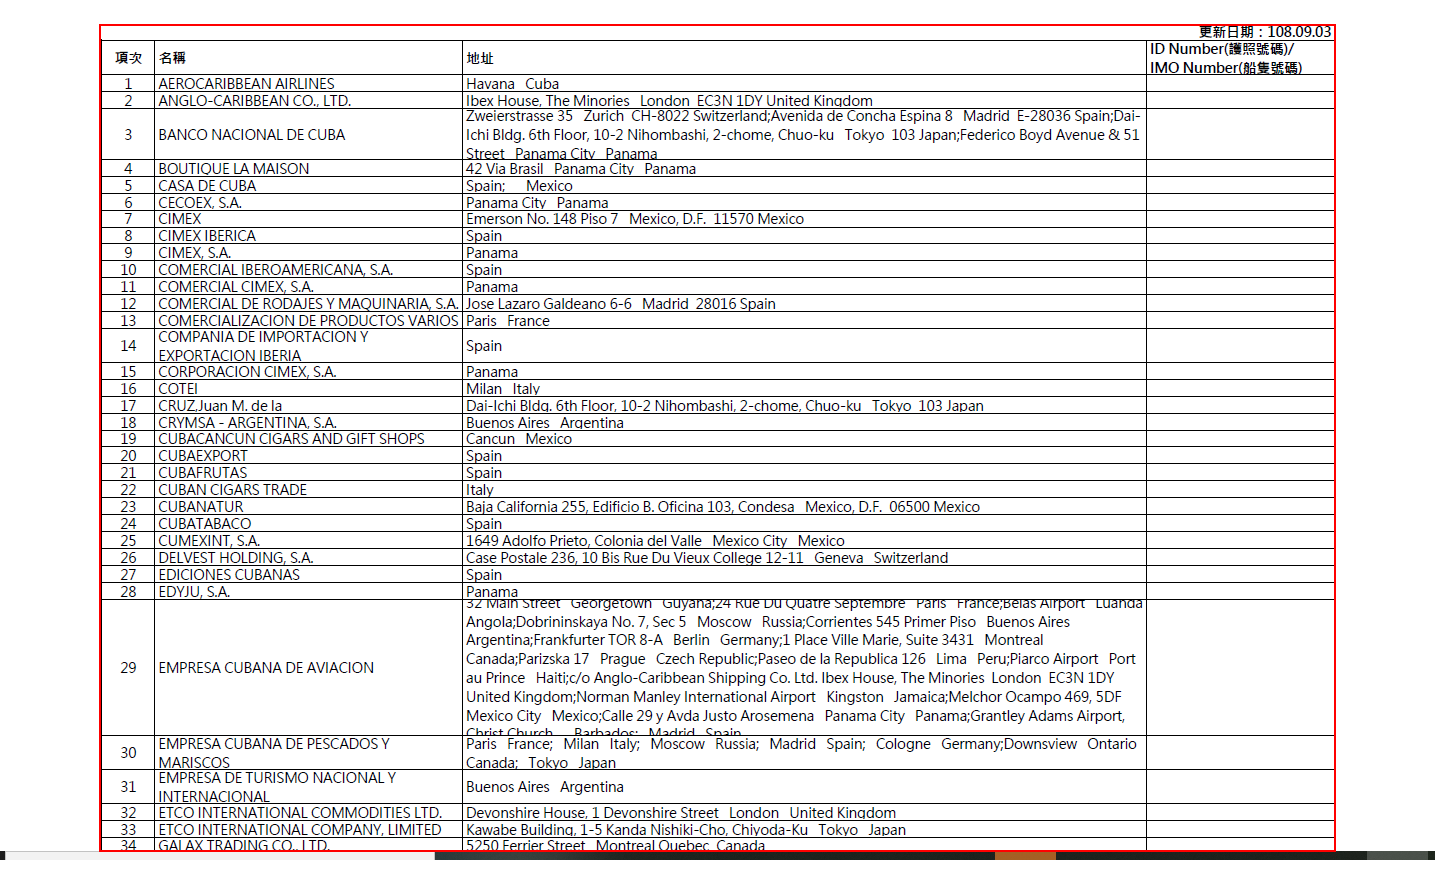 更新日期：108.09.03
項次 名稱 地址 ID Number(護照號碼)/
IMO Number(船隻號碼)
1 AEROCARIBBEAN AIRLINES Havana Cuba
2 ANGLO-CARIBBEAN CO., LTD. Ibex House, The Minories London EC3N 1DY United Kingdom
3 BANCO NACIONAL DE CUBA Zweierstrasse 35 Zurich CH-8022 Switzerland;Avenida de Concha Espina 8 Madrid E-28036 Spain;Dai-
Ichi Bldg. 6th Floor, 10-2 Nihombashi, 2-chome, Chuo-ku Tokyo 103 Japan;Federico Boyd Avenue & 51
Street Panama City Panama
4 BOUTIQUE LA MAISON 42 Via Brasil Panama City Panama
5 CASA DE CUBA Spain; Mexico
6 CECOEX, S.A. Panama City Panama
7 CIMEX Emerson No. 148 Piso 7 Mexico, D.F. 11570 Mexico
8 CIMEX IBERICA Spain
9 CIMEX, S.A. Panama
10 COMERCIAL IBEROAMERICANA, S.A. Spain
11 COMERCIAL CIMEX, S.A. Panama
12 COMERCIAL DE RODAJES Y MAQUINARIA, S.A. Jose Lazaro Galdeano 6-6 Madrid 28016 Spain
13 COMERCIALIZACION DE PRODUCTOS VARIOS Paris France
14 COMPANIA DE IMPORTACION Y
EXPORTACION IBERIA Spain
15 CORPORACION CIMEX, S.A. Panama
16 COTEI Milan Italy
17 CRUZ,Juan M. de la Dai-Ichi Bldg. 6th Floor, 10-2 Nihombashi, 2-chome, Chuo-ku Tokyo 103 Japan
18 CRYMSA - ARGENTINA, S.A. Buenos Aires Argentina
19 CUBACANCUN CIGARS AND GIFT SHOPS Cancun Mexico
20 CUBAEXPORT Spain
21 CUBAFRUTAS Spain
22 CUBAN CIGARS TRADE Italy
23 CUBANATUR Baja California 255, Edificio B. Oficina 103, Condesa Mexico, D.F. 06500 Mexico
24 CUBATABACO Spain
25 CUMEXINT, S.A. 1649 Adolfo Prieto, Colonia del Valle Mexico City Mexico
26 DELVEST HOLDING, S.A. Case Postale 236, 10 Bis Rue Du Vieux College 12-11 Geneva Switzerland
27 EDICIONES CUBANAS Spain
28 EDYJU, S.A. Panama
29 EMPRESA CUBANA DE AVIACION 32 Main Street Georgetown Guyana;24 Rue Du Quatre Septembre Paris France;Belas Airport Luanda
Angola;Dobrininskaya No. 7, Sec 5 Moscow Russia;Corrientes 545 Primer Piso Buenos Aires
Argentina;Frankfurter TOR 8-A Berlin Germany;1 Place Ville Marie, Suite 3431 Montreal
Canada;Parizska 17 Prague Czech Republic;Paseo de la Republica 126 Lima Peru;Piarco Airport Port
au Prince Haiti;c/o Anglo-Caribbean Shipping Co. Ltd. Ibex House, The Minories London EC3N 1DY
United Kingdom;Norman Manley International Airport Kingston Jamaica;Melchor Ocampo 469, 5DF
Mexico City Mexico;Calle 29 y Avda Justo Arosemena Panama City Panama;Grantley Adams Airport,
Christ Church Barbados; Madrid Spain
30 EMPRESA CUBANA DE PESCADOS Y
MARISCOS Paris France; Milan Italy; Moscow Russia; Madrid Spain; Cologne Germany;Downsview Ontario
Canada; Tokyo Japan
31 EMPRESA DE TURISMO NACIONAL Y
INTERNACIONAL Buenos Aires Argentina
32 ETCO INTERNATIONAL COMMODITIES LTD. Devonshire House, 1 Devonshire Street London United Kingdom
33 ETCO INTERNATIONAL COMPANY, LIMITED Kawabe Building, 1-5 Kanda Nishiki-Cho, Chiyoda-Ku Tokyo Japan
34 GALAX TRADING CO., LTD. 5250 Ferrier Street Montreal Quebec Canada